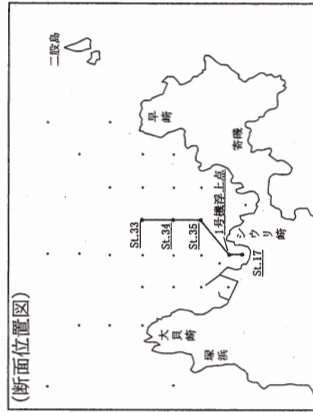 (断面位置図)
二股島
早崎
St.33
St.34
St.35
寄磯
1号機浮上点
シウリ崎
St.17
大貝崎
塚浜